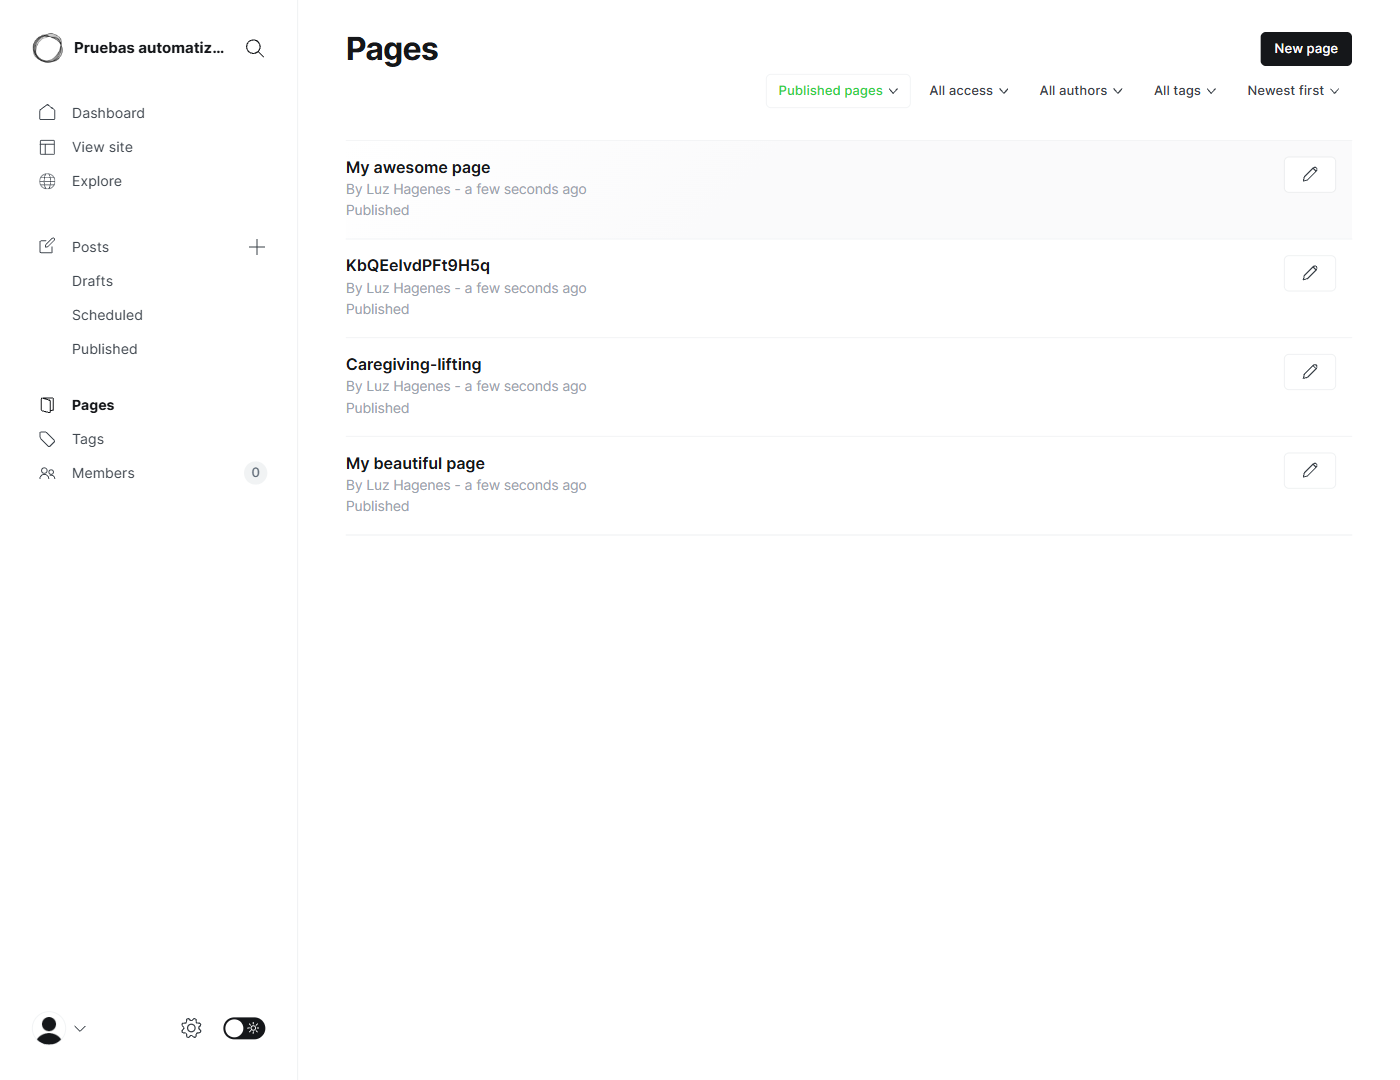 Pruebas automatiz...
Dashboard
View site
Explore
Posts
Drafts
Scheduled
Published
Pages
Tags
Members 0
Pages
New page
Published pages All access All authors All tags Newest first
My awesome page
By Luz Hagenes - a few seconds ago
Published
KbQEelvdPFt9H5q
By Luz Hagenes - a few seconds ago
Published
Caregiving-lifting
By Luz Hagenes - a few seconds ago
Published
My beautiful page
By Luz Hagenes - a few seconds ago
Published